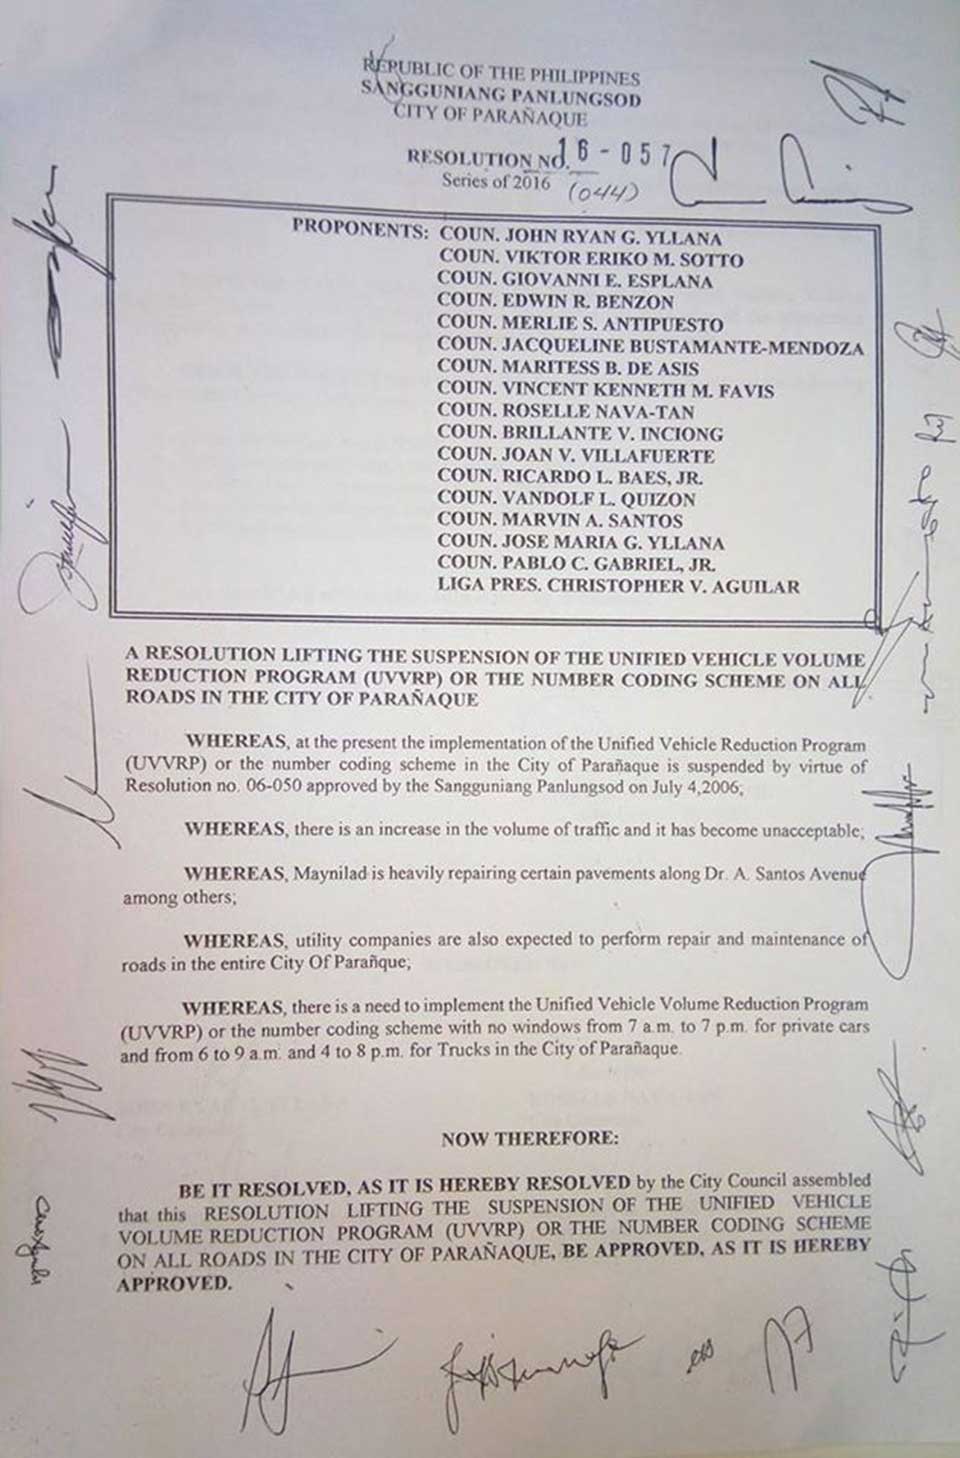 REPUBLIC OF THE PHILIPPINES
SANGGUNIANG PANLUNGSOD
CITY OF PARAÑAQUE
RESOLUTION NO. 16-057
Series of 2016 (044)
PROPONENTS: COUN. JOHN RYAN G. YLLANA
COUN. VIKTOR ERIKO M. SOTTO
COUN. GIOVANNI E. ESPLANA
COUN. EDWIN R. BENZON
COUN. MERLIE S. ANTIPUESTO
COUN. JACQUELINE BUSTAMANTE-MENDOZA
COUN. MARITESS B. DE ASIS
COUN. VINCENT KENNETH M. FAVIS
COUN. ROSELLE NAVA-TAN
COUN. BRILLANTE V. INCIONG
COUN. JOAN V. VILLAFUERTE
COUN. RICARDO L. BAES, JR.
COUN. VANDOLF L. QUIZON
COUN. MARVIN A. SANTOS
COUN. JOSE MARIA G. YLLANA
COUN. PABLO C. GABRIEL, JR.
LIGA PRES. CHRISTOPHER V. AGUILAR
A RESOLUTION LIFTING THE SUSPENSION OF THE UNIFIED VEHICLE VOLUME
REDUCTION PROGRAM (UVVRP) OR THE NUMBER CODING SCHEME ON ALL
ROADS IN THE CITY OF PARAÑAQUE
WHEREAS, at the present the implementation of the Unified Vehicle Reduction Program
(UVVRP) or the number coding scheme in the City of Parañaque is suspended by virtue of
Resolution no. 06-050 approved by the Sangguniang Panlungsod on July 4,2006;
WHEREAS, there is an increase in the volume of traffic and it has become unacceptable;
WHEREAS, Maynilad is heavily repairing certain pavements along Dr. A. Santos Avenue
among others;
WHEREAS, utility companies are also expected to perform repair and maintenance of
roads in the entire City Of Parañque;
WHEREAS, there is a need to implement the Unified Vehicle Volume Reduction Program
(UVVRP) or the number coding scheme with no windows from 7 a.m. to 7 p.m. for private cars
and from 6 to 9 a.m. and 4 to 8 p.m. for Trucks in the City of Parañaque.
NOW THEREFORE:
BE IT RESOLVED, AS IT IS HEREBY RESOLVED by the City Council assembled
that this RESOLUTION LIFTING THE SUSPENSION OF THE UNIFIED VEHICLE
VOLUME REDUCTION PROGRAM (UVVRP) OR THE NUMBER CODING SCHEME
ON ALL ROADS IN THE CITY OF PARAÑAQUE, BE APPROVED, AS IT IS HEREBY
APPROVED.